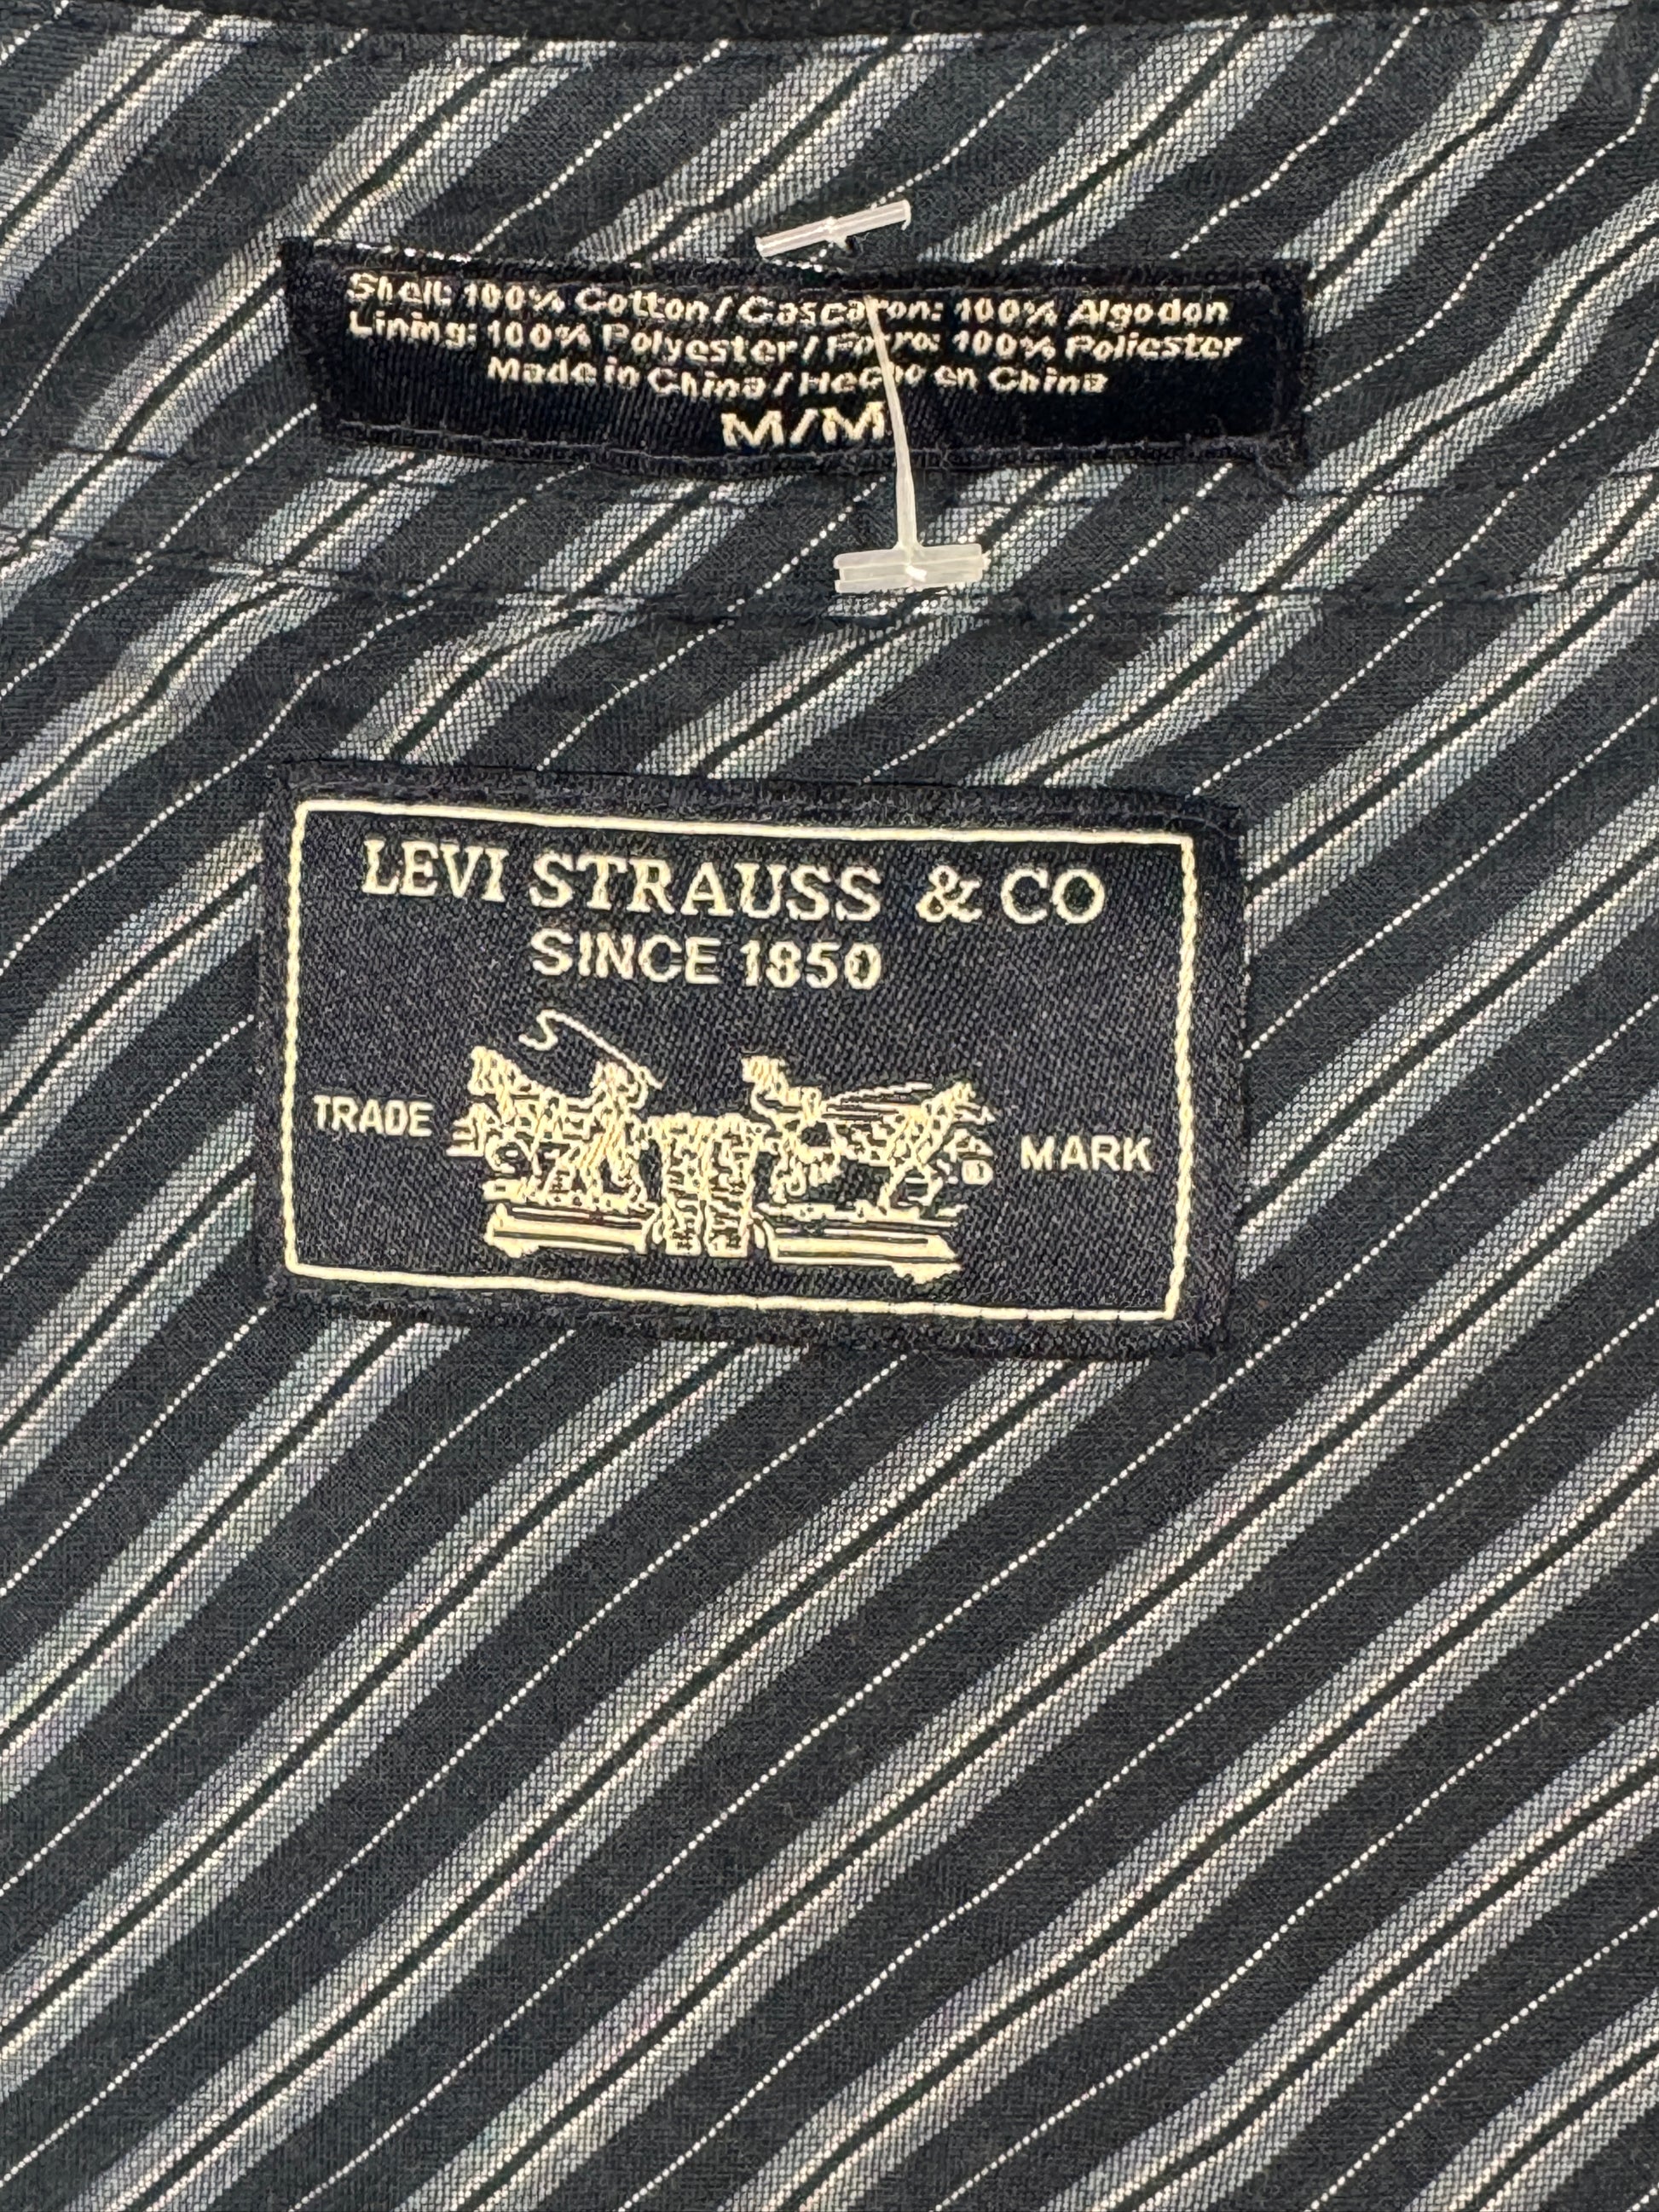 Shell: 100% Cotton / Cascaron: 100% Algodon
Lining: 100% Polyester / Forro: 100% Poliester
Made in China / Hecho en China
M/M
LEVI STRAUSS & CO
SINCE 1850
TRADE MARK
®